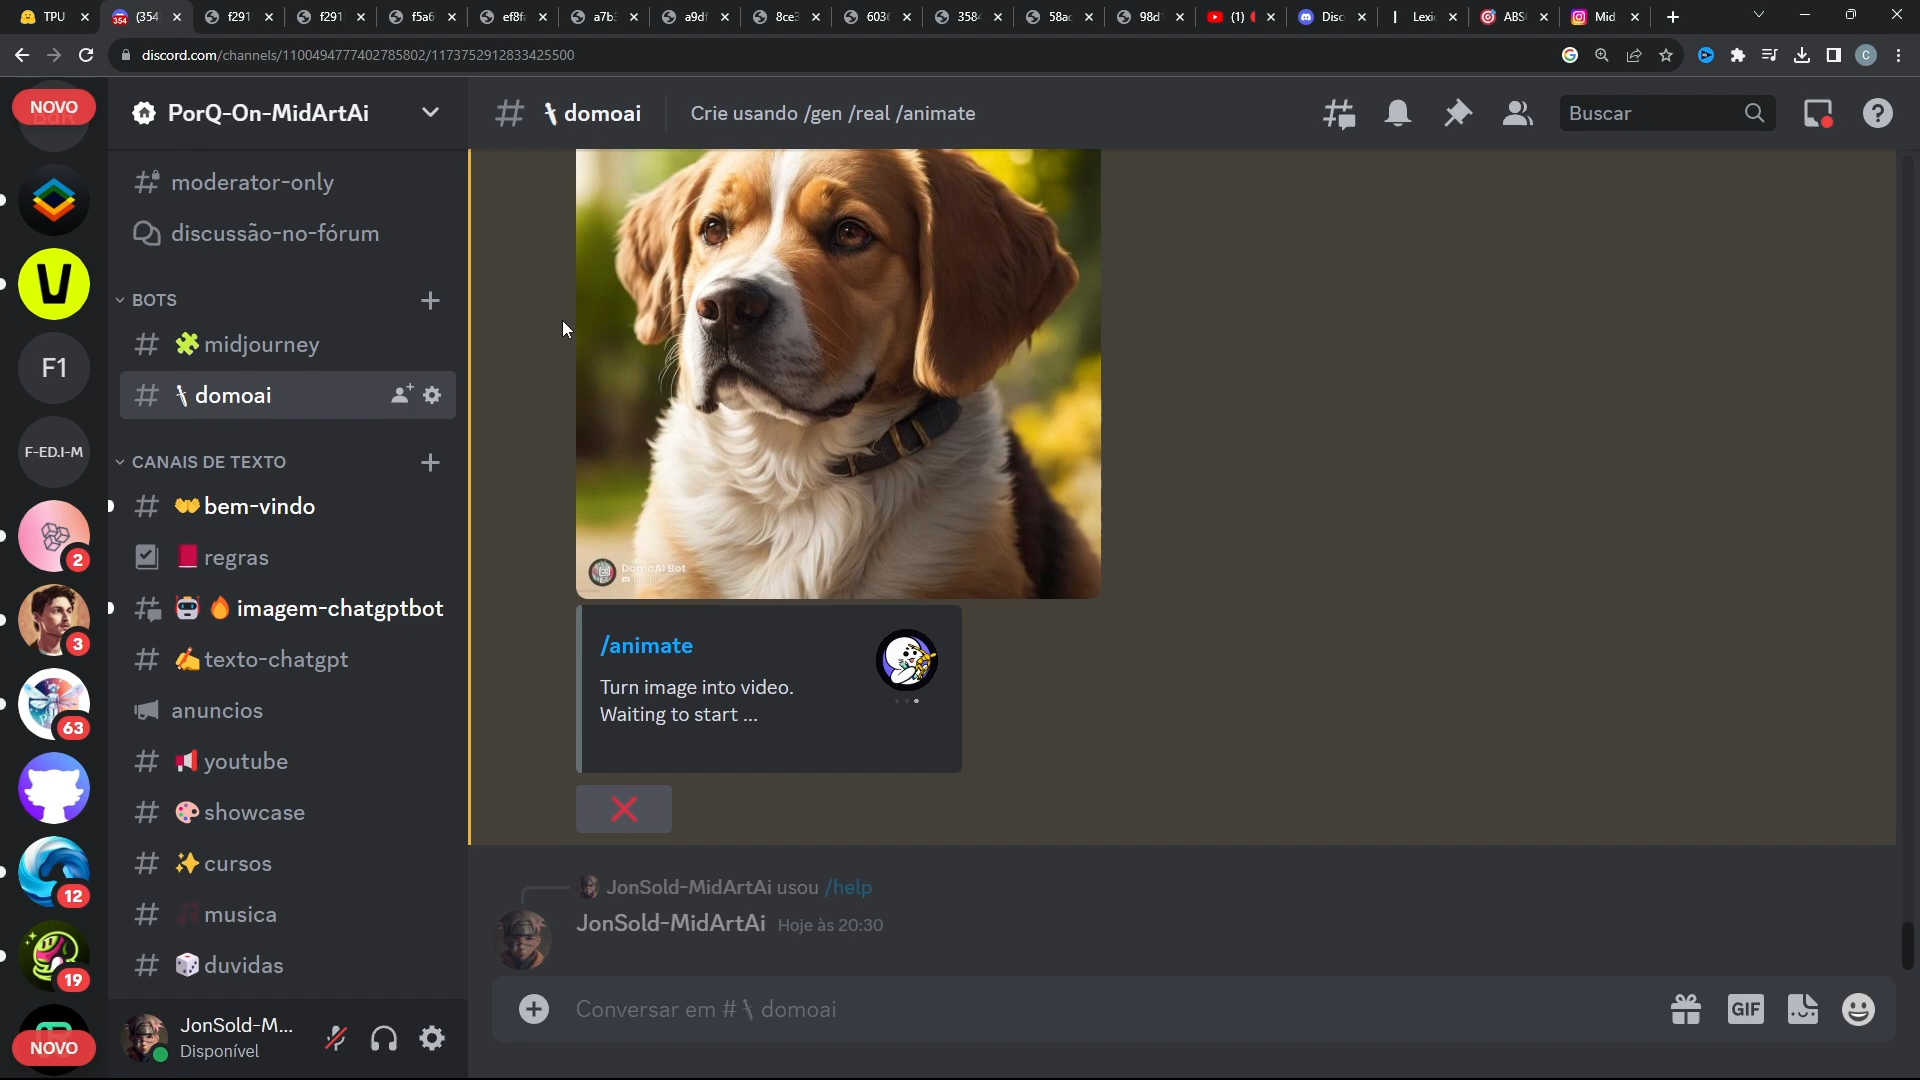 TPU
(354
f291
f291
f5a6
ef8f
a7b
a9df
8ce3
603
358
58a
98d
(1)
Disc
Lexi
ABS
Mid
discord.com/channels/1100494777402785802/1173752912833425500
C
NOVO
F1
F-ED.I-M
2
3
63
12
19
NOVO
PorQ-On-MidArtAi
moderator-only
discussão-no-fórum
BOTS
midjourney
domoai
CANAIS DE TEXTO
bem-vindo
regras
imagem-chatgptbot
texto-chatgpt
anuncios
youtube
showcase
cursos
musica
duvidas
JonSold-M...
Disponível
domoai
Crie usando /gen /real /animate
Buscar
DomoAI Bot
/animate
Turn image into video.
Waiting to start ...
JonSold-MidArtAi usou /help
JonSold-MidArtAi Hoje às 20:30
Conversar em # domoai
GIF